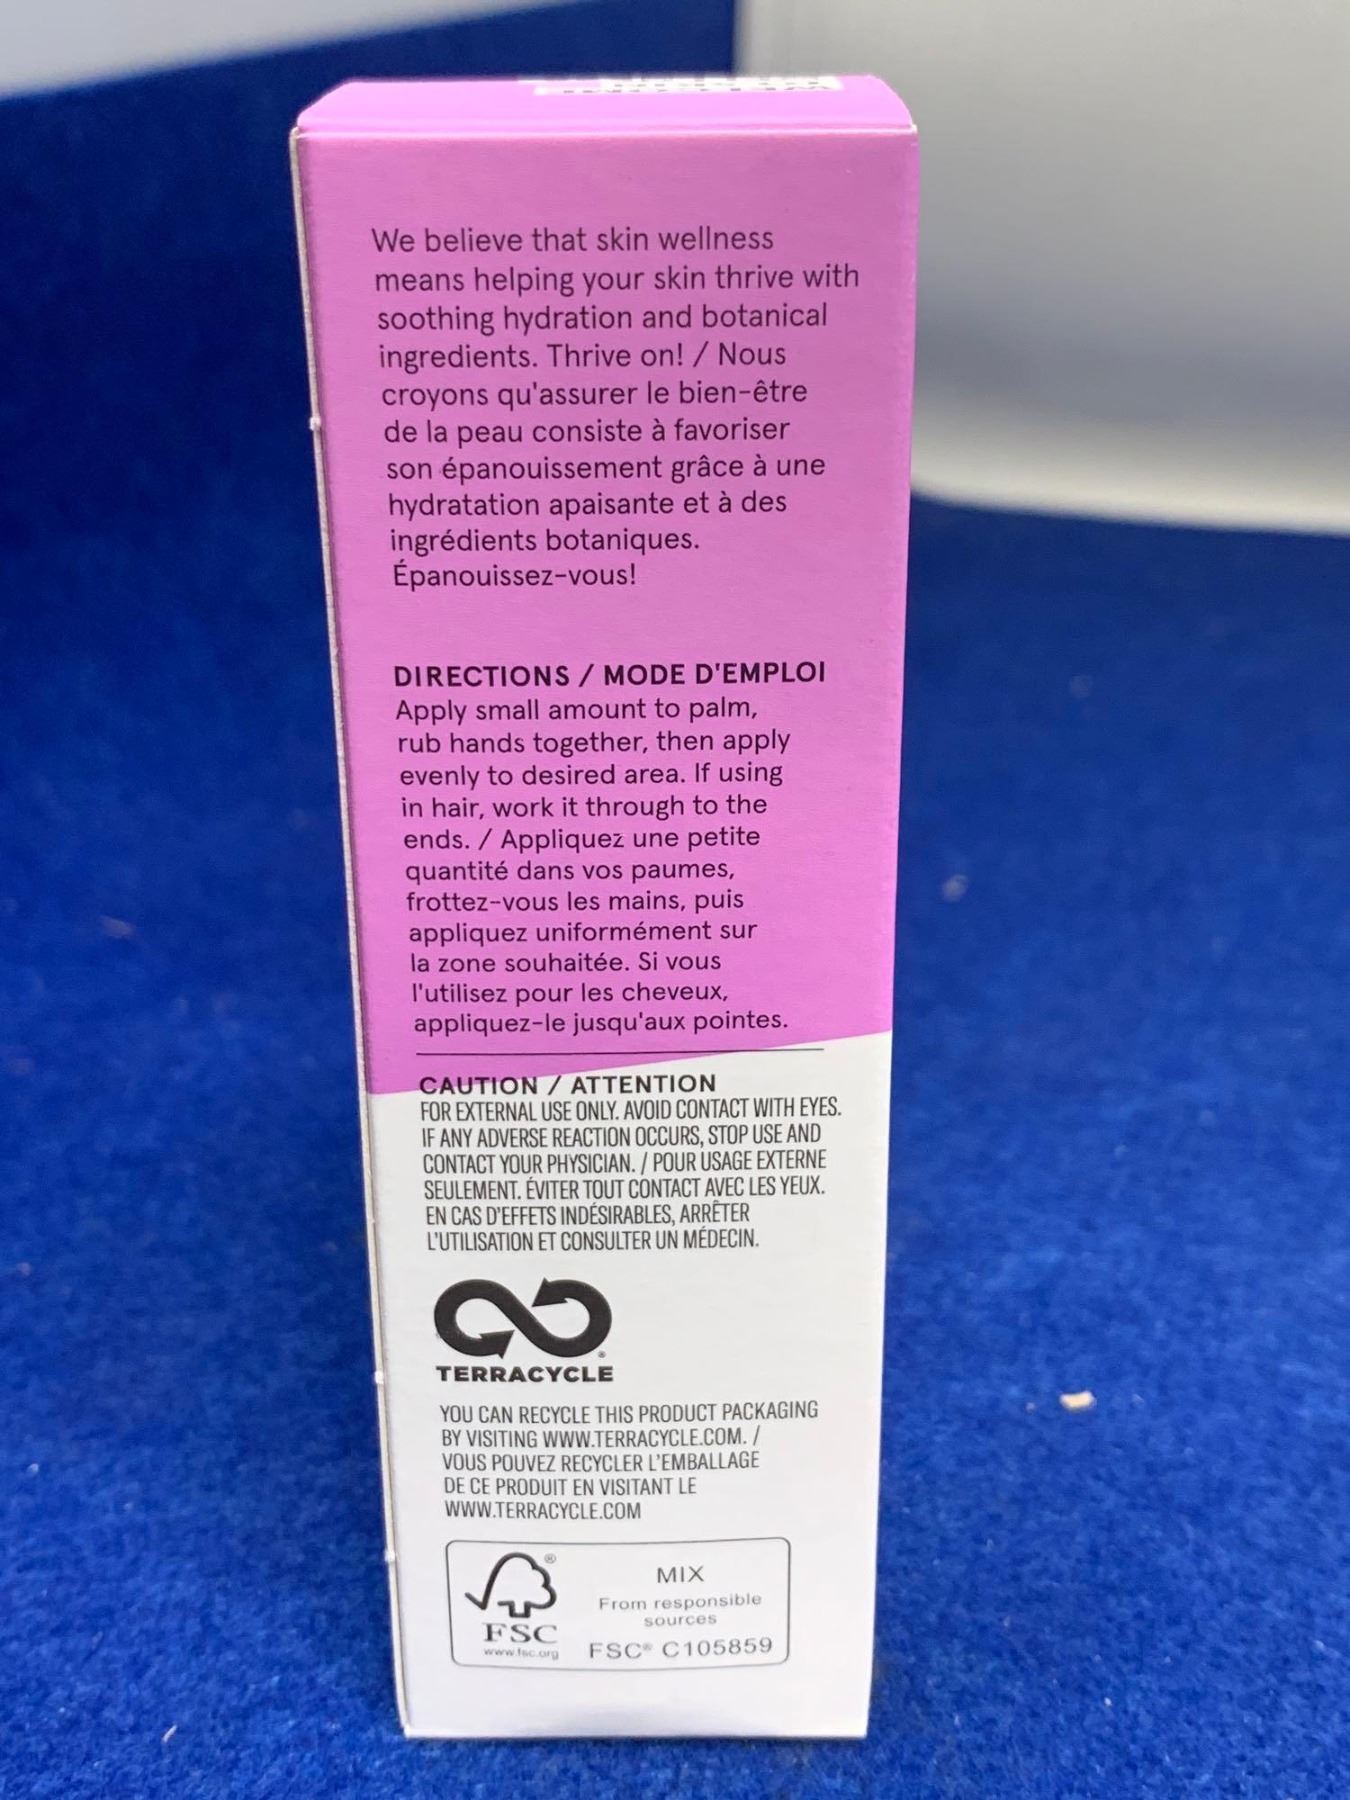 We believe that skin wellness
means helping your skin thrive with
soothing hydration and botanical
ingredients. Thrive on! / Nous
croyons qu'assurer le bien-être
de la peau consiste à favoriser
son épanouissement grâce à une
hydratation apaisante et à des
ingrédients botaniques.
Épanouissez-vous!
DIRECTIONS / MODE D'EMPLOI
Apply small amount to palm,
rub hands together, then apply
evenly to desired area. If using
in hair, work it through to the
ends. / Appliquez une petite
quantité dans vos paumes,
frottez-vous les mains, puis
appliquez uniformément sur
la zone souhaitée. Si vous
l'utilisez pour les cheveux,
appliquez-le jusqu'aux pointes.
CAUTION / ATTENTION
FOR EXTERNAL USE ONLY. AVOID CONTACT WITH EYES.
IF ANY ADVERSE REACTION OCCURS, STOP USE AND
CONTACT YOUR PHYSICIAN. / POUR USAGE EXTERNE
SEULEMENT. ÉVITER TOUT CONTACT AVEC LES YEUX.
EN CAS D'EFFETS INDÉSIRABLES, ARRÊTER
L'UTILISATION ET CONSULTER UN MÉDECIN.
TERRACYCLE®
YOU CAN RECYCLE THIS PRODUCT PACKAGING
BY VISITING WWW.TERRACYCLE.COM. /
VOUS POUVEZ RECYCLER L'EMBALLAGE
DE CE PRODUIT EN VISITANT LE
WWW.TERRACYCLE.COM
®
FSC
www.fsc.org
MIX
From responsible
sources
FSC® C105859